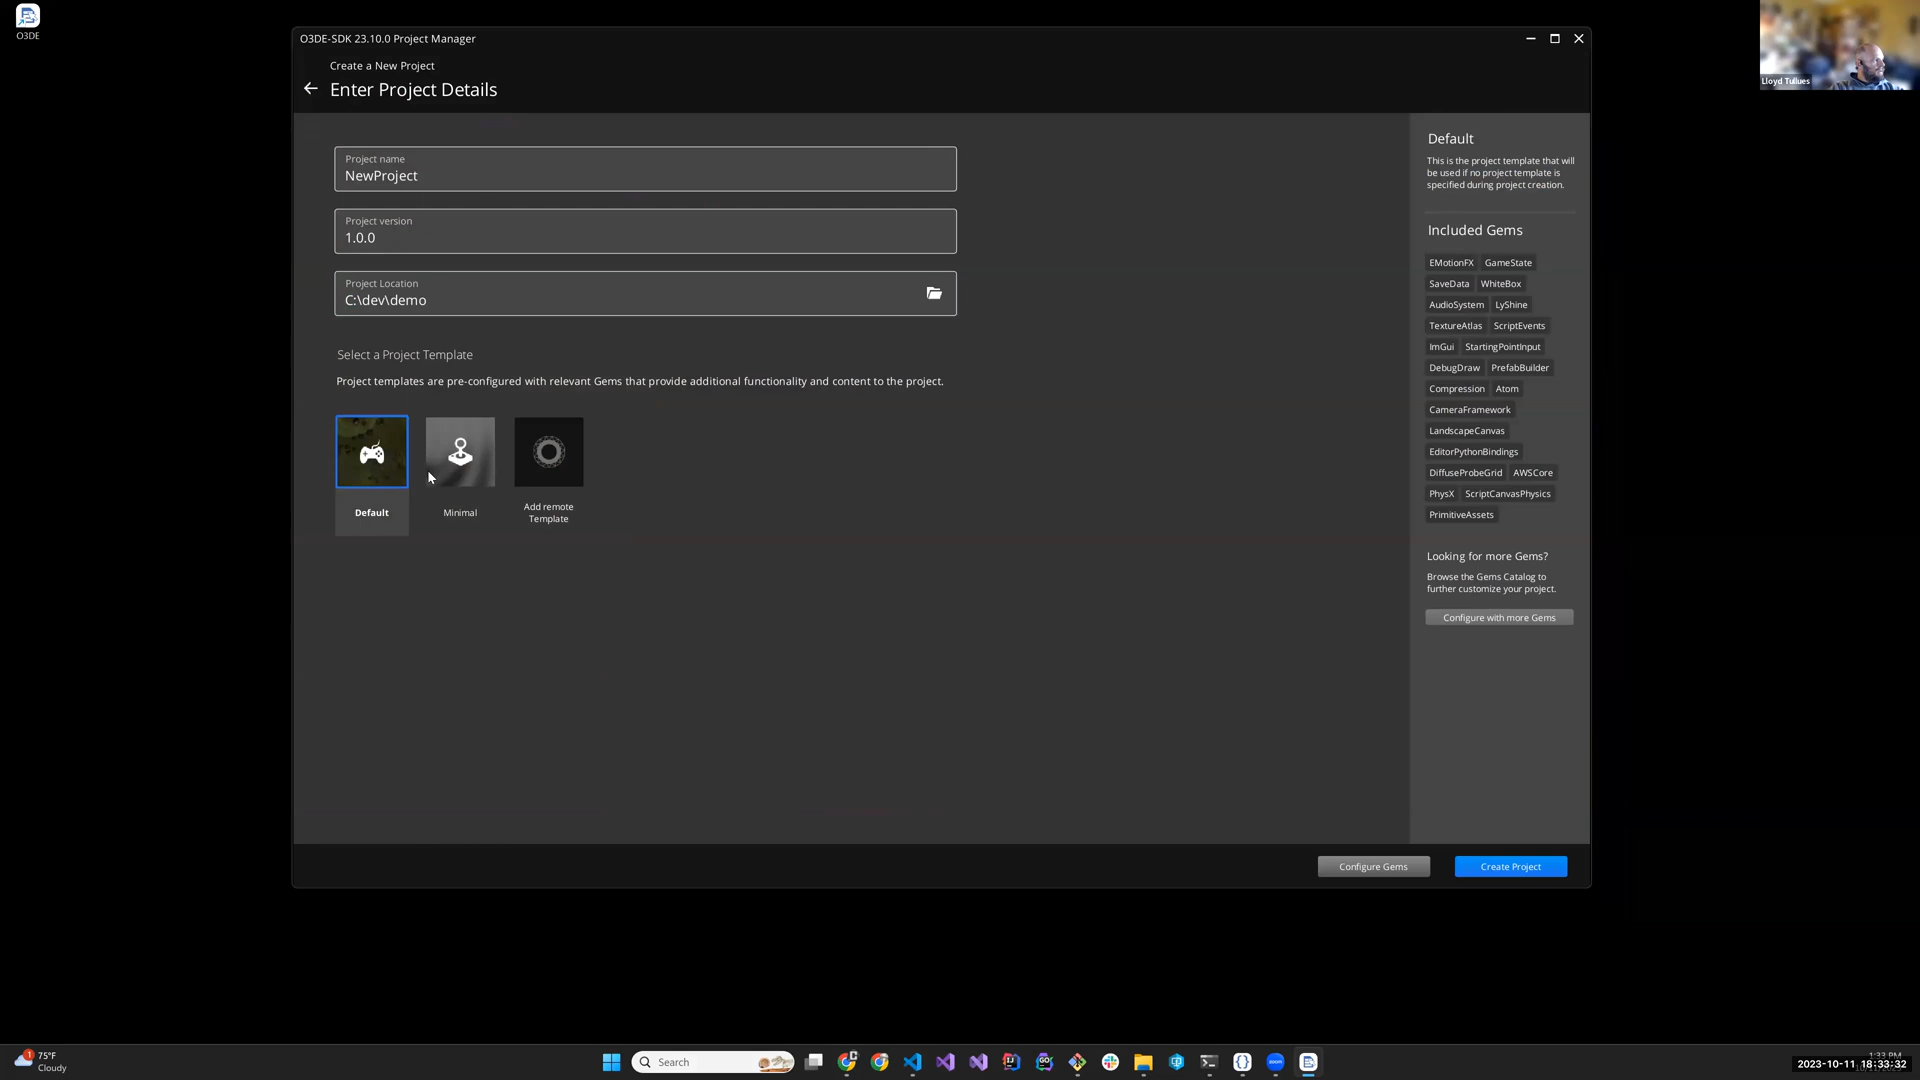 O3DE
O3DE-SDK 23.10.0 Project Manager
Lloyd Tullues
Create a New Project
Enter Project Details
Project name
NewProject
Project version
1.0.0
Project Location
C:\dev\demo
Select a Project Template
Project templates are pre-configured with relevant Gems that provide additional functionality and content to the project.
Default
Minimal
Add remote
Template
Default
This is the project template that will
be used if no project template is
specified during project creation.
Included Gems
EMotionFX GameState
SaveData WhiteBox
AudioSystem LyShine
TextureAtlas ScriptEvents
ImGui StartingPointInput
DebugDraw PrefabBuilder
Compression Atom
CameraFramework
LandscapeCanvas
EditorPythonBindings
DiffuseProbeGrid AWSCore
PhysX ScriptCanvasPhysics
PrimitiveAssets
Looking for more Gems?
Browse the Gems Catalog to
further customize your project.
Configure with more Gems
Configure Gems
Create Project
1
75°F
Cloudy
Search
zoom
1:33 PM
2023-10-11 18:33:32